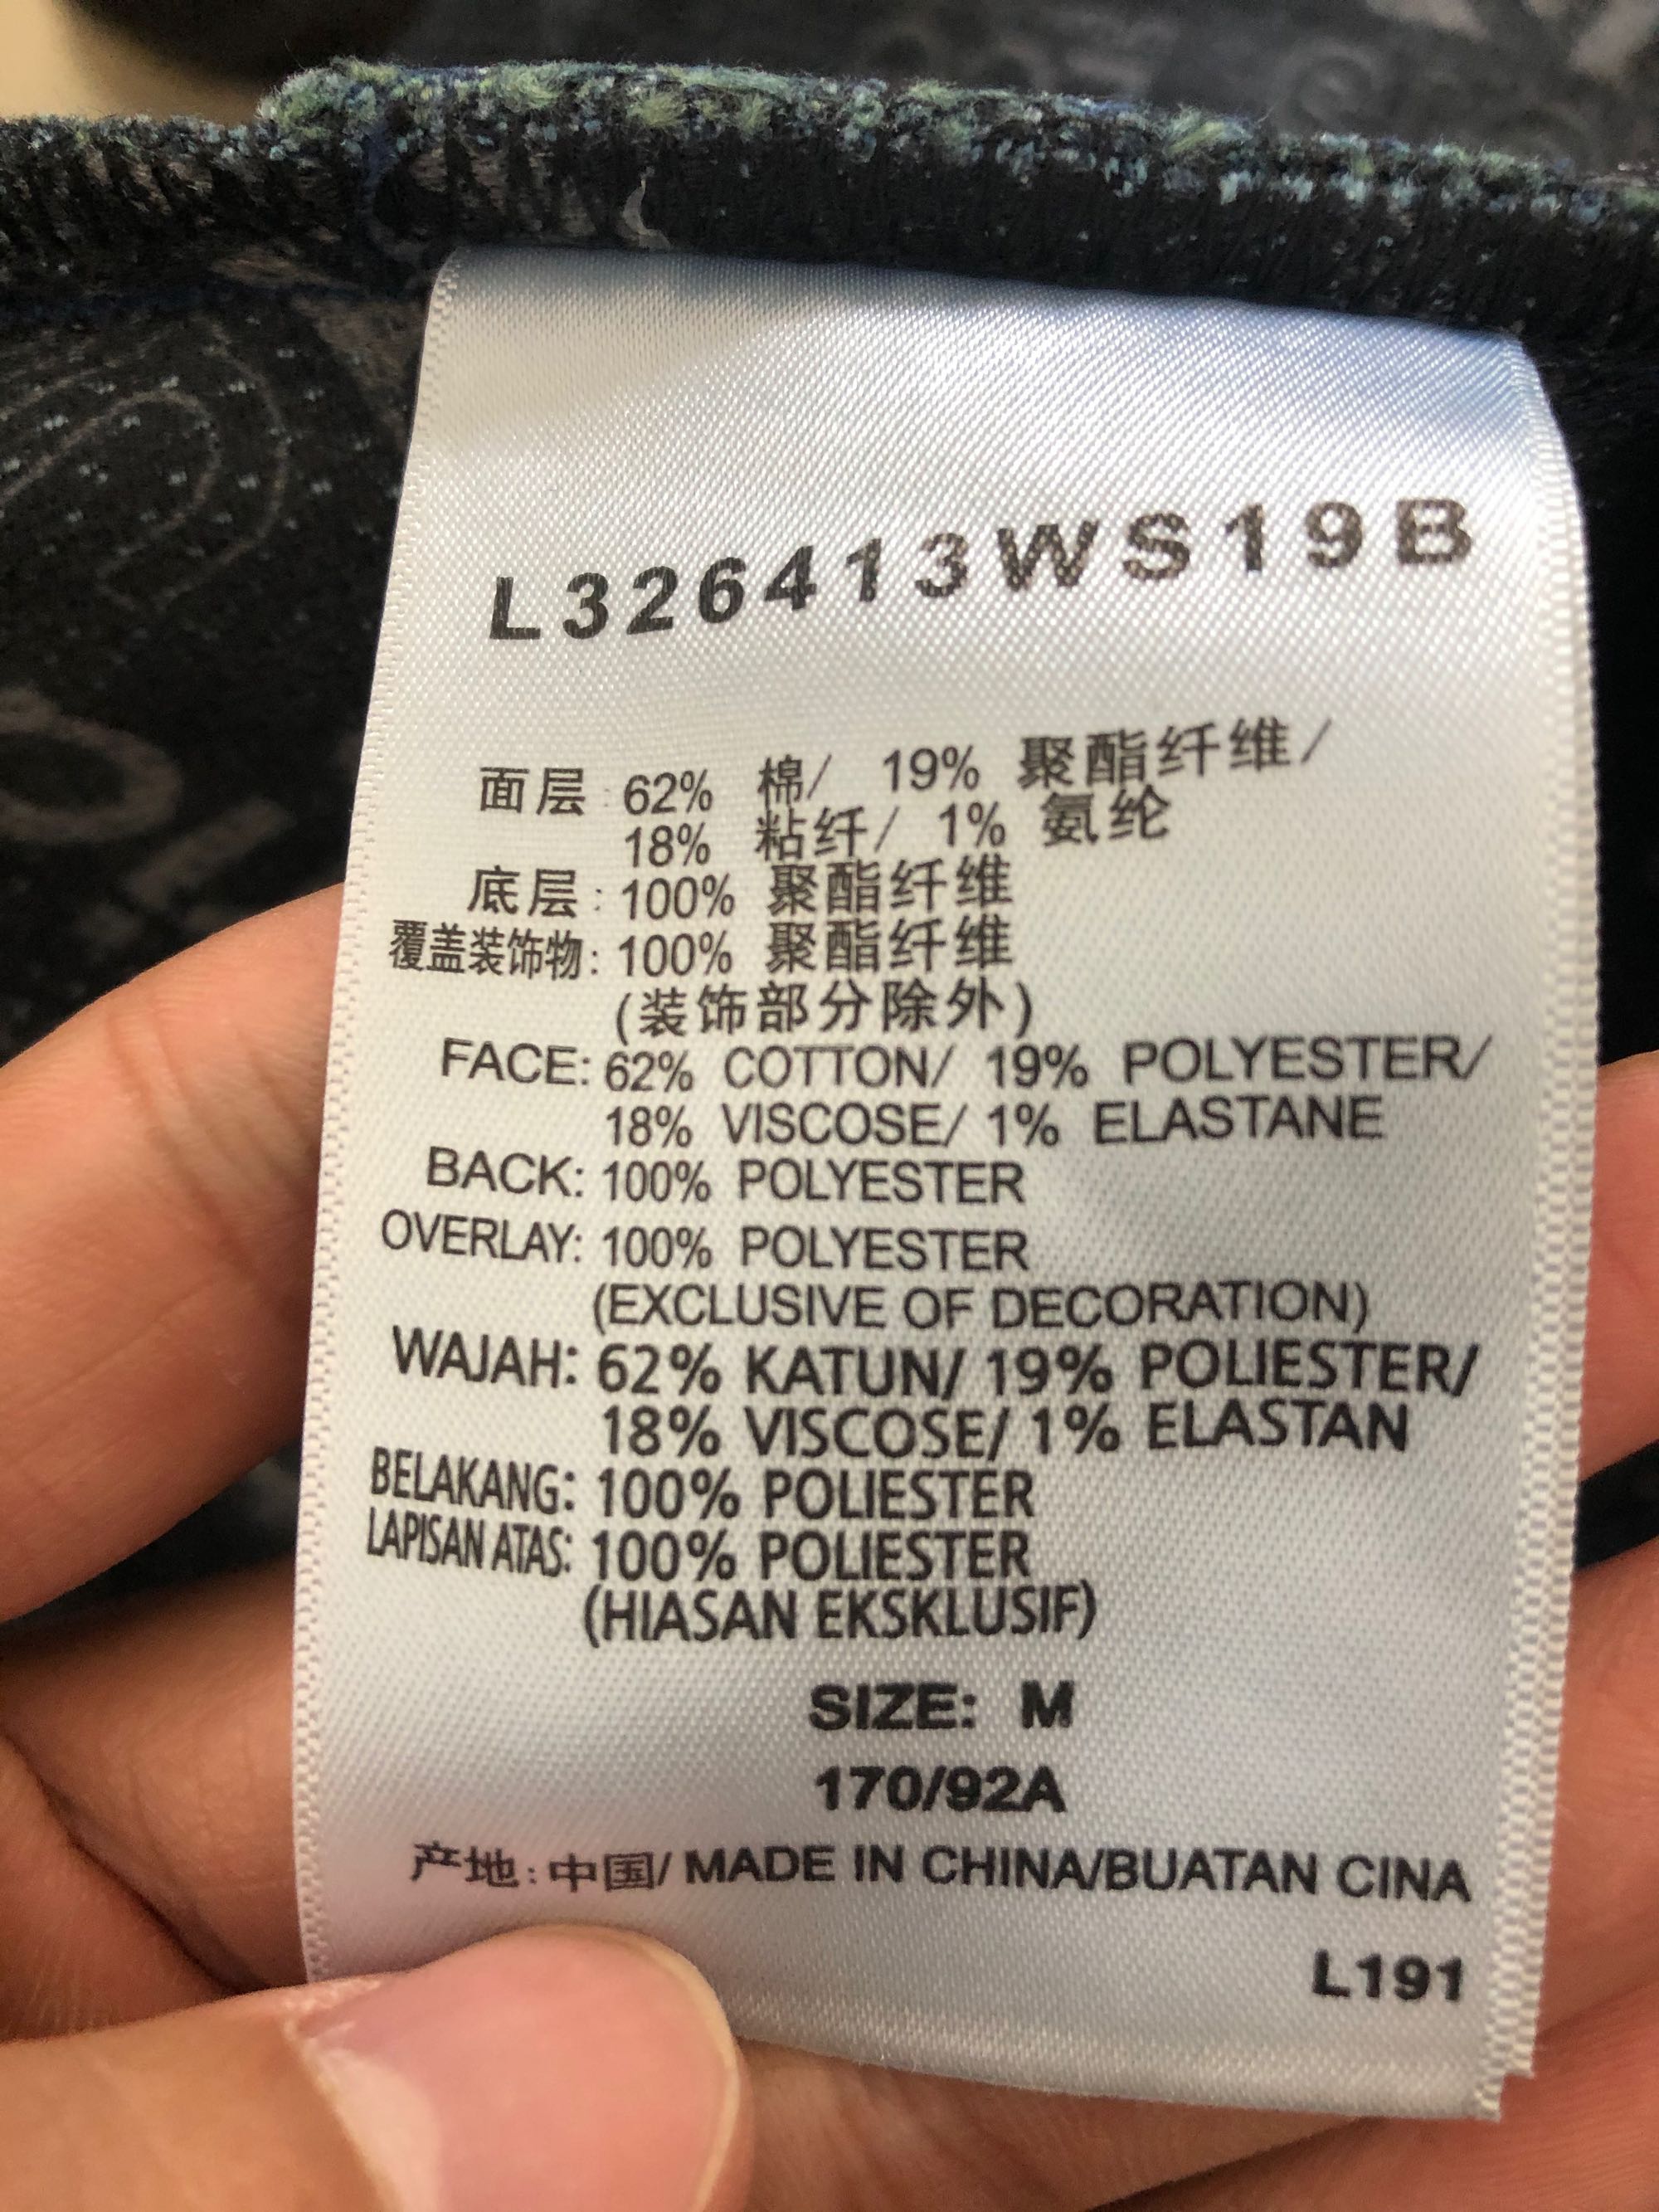 L326413WS19B
面层: 62% 棉/ 19% 聚酯纤维/
18% 粘纤/ 1% 氨纶
底层: 100% 聚酯纤维
覆盖装饰物: 100% 聚酯纤维
(装饰部分除外)
FACE: 62% COTTON/ 19% POLYESTER/
18% VISCOSE/ 1% ELASTANE
BACK: 100% POLYESTER
OVERLAY: 100% POLYESTER
(EXCLUSIVE OF DECORATION)
WAJAH: 62% KATUN/ 19% POLIESTER/
18% VISCOSE/ 1% ELASTAN
BELAKANG: 100% POLIESTER
LAPISAN ATAS: 100% POLIESTER
(HIASAN EKSKLUSIF)
SIZE: M
170/92A
产地: 中国/ MADE IN CHINA/BUATAN CINA
L191